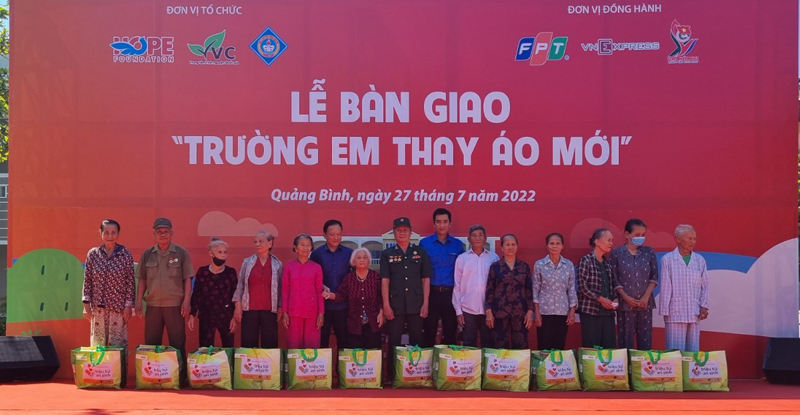 ĐƠN VỊ TỔ CHỨC
ĐƠN VỊ ĐỒNG HÀNH
HOPE
FOUNDATION
VVC
FPT
VNEXPRESS
LỄ BÀN GIAO
"TRƯỜNG EM THAY ÁO MỚI"
Quảng Bình, ngày 27 tháng 7 năm 2022